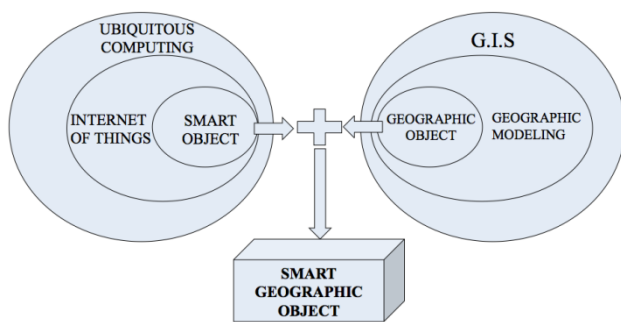 UBIQUITOUS
COMPUTING
INTERNET
OF THINGS
SMART
OBJECT
G.I.S
GEOGRAPHIC
OBJECT
GEOGRAPHIC
MODELING
SMART
GEOGRAPHIC
OBJECT